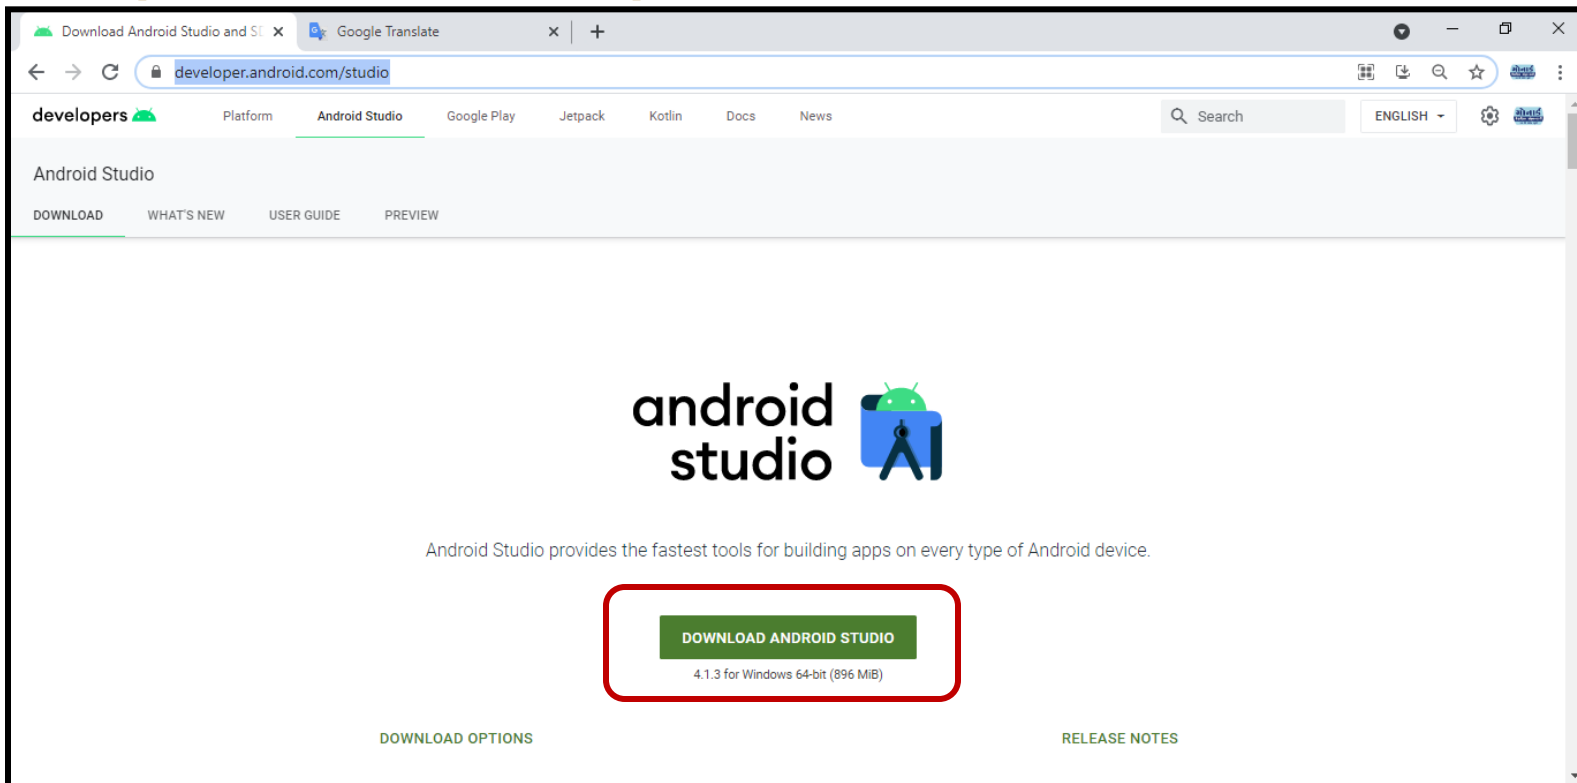 Download Android Studio and SD
Google Translate
developer.android.com/studio
developers
Platform
Android Studio
Google Play
Jetpack
Kotlin
Docs
News
Search
ENGLISH
Android Studio
DOWNLOAD
WHAT'S NEW
USER GUIDE
PREVIEW
android
studio
Android Studio provides the fastest tools for building apps on every type of Android device.
DOWNLOAD ANDROID STUDIO
4.1.3 for Windows 64-bit (896 MiB)
DOWNLOAD OPTIONS
RELEASE NOTES